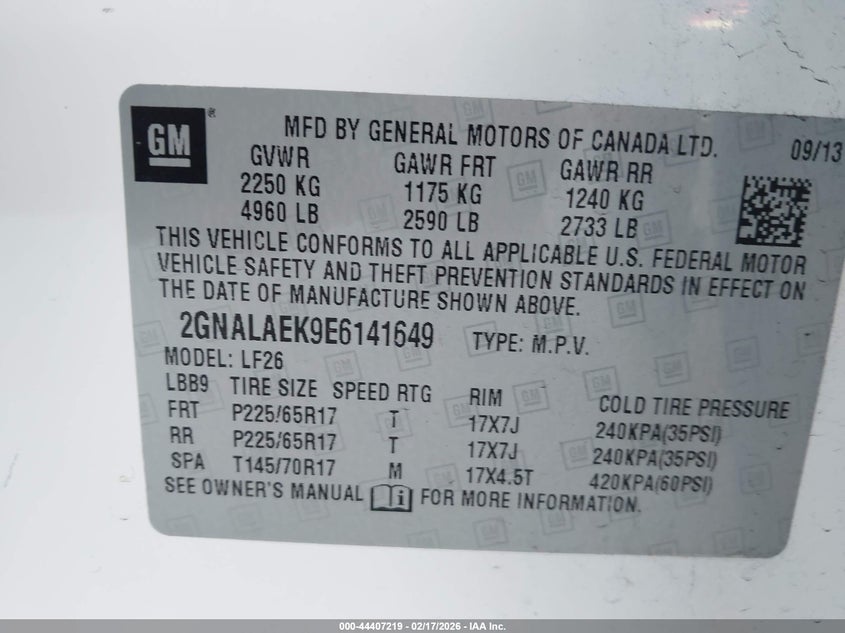 GM ®
MFD BY GENERAL MOTORS OF CANADA LTD. 09/13
GVWR GAWR FRT GAWR RR
2250 KG 1175 KG 1240 KG
4960 LB 2590 LB 2733 LB
THIS VEHICLE CONFORMS TO ALL APPLICABLE U.S. FEDERAL MOTOR
VEHICLE SAFETY AND THEFT PREVENTION STANDARDS IN EFFECT ON
THE DATE OF MANUFACTURE SHOWN ABOVE.
2GNALAEK9E6141649 TYPE: M.P.V.
MODEL: LF26
LBB9 TIRE SIZE SPEED RTG RIM COLD TIRE PRESSURE
FRT P225/65R17 T 17X7J 240KPA(35PSI)
RR P225/65R17 T 17X7J 240KPA(35PSI)
SPA T145/70R17 M 17X4.5T 420KPA(60PSI)
SEE OWNER'S MANUAL i FOR MORE INFORMATION.
000-44407219 - 02/17/2026 - IAA Inc.